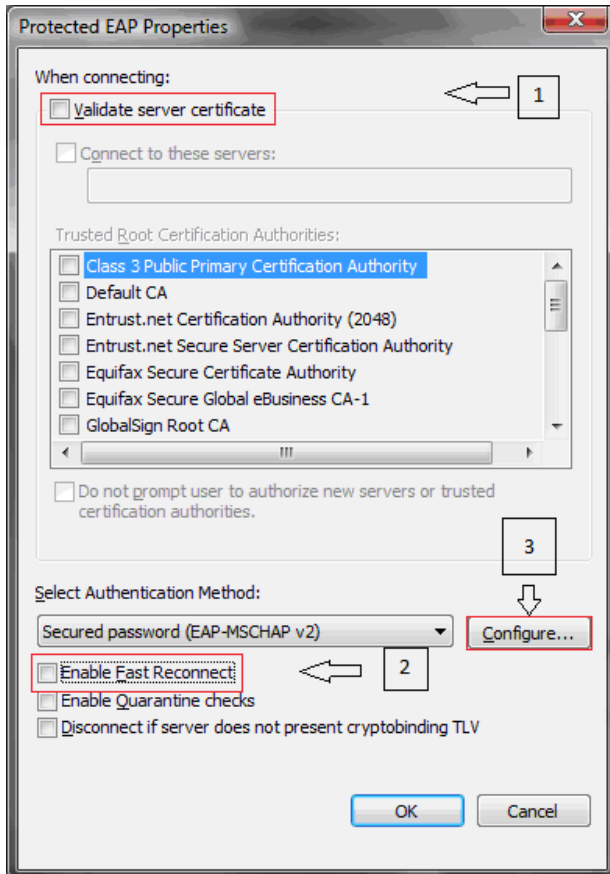 Protected EAP Properties
When connecting:
1
Validate server certificate
Connect to these servers:
Trusted Root Certification Authorities:
Class 3 Public Primary Certification Authority
Default CA
Entrust.net Certification Authority (2048)
Entrust.net Secure Server Certification Authority
Equifax Secure Certificate Authority
Equifax Secure Global eBusiness CA-1
GlobalSign Root CA
Do not prompt user to authorize new servers or trusted
certification authorities.
3
Select Authentication Method:
Secured password (EAP-MSCHAP v2) Configure...
Enable Fast Reconnect 2
Enable Quarantine checks
Disconnect if server does not present cryptobinding TLV
OK Cancel